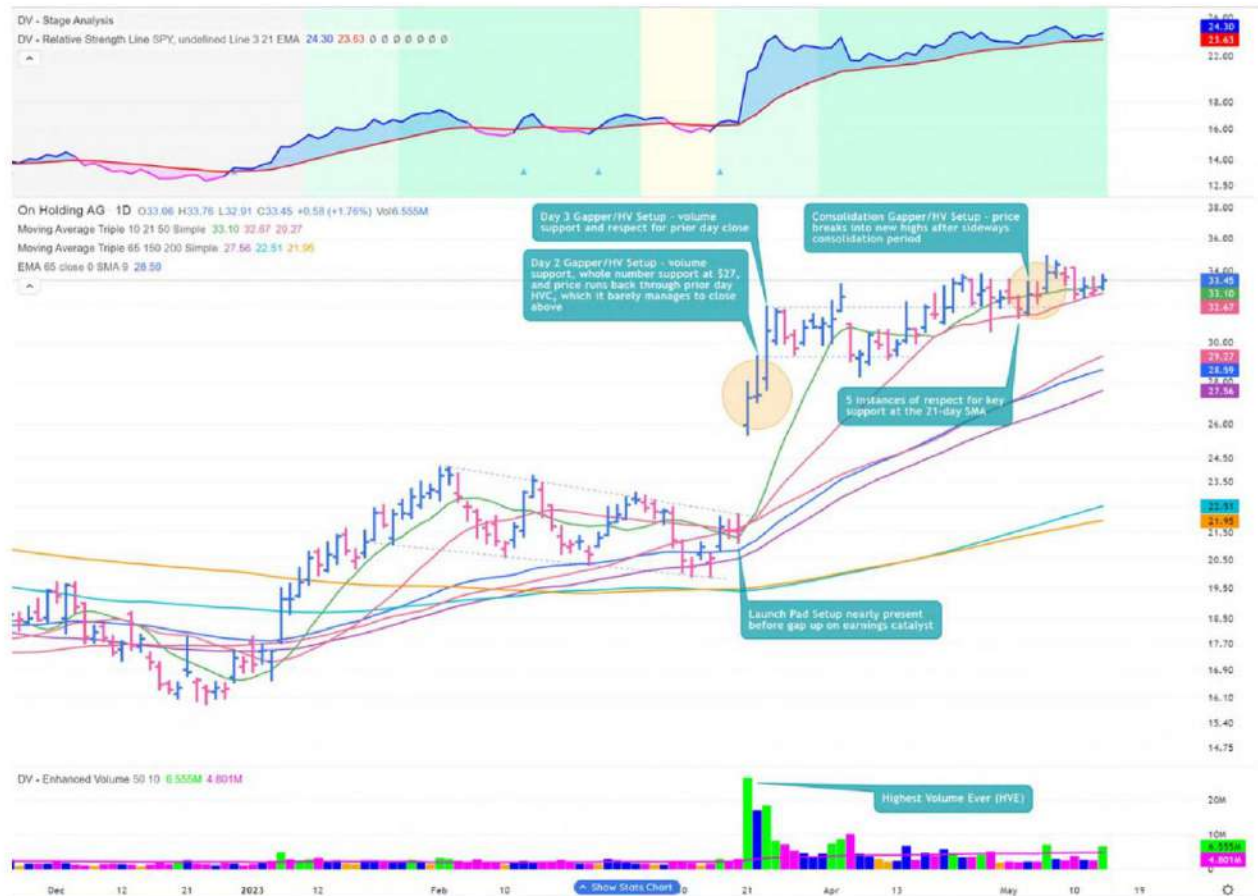 DV - Stage Analysis
DV - Relative Strength Line SPY, undefined Line 3 21 EMA 24.30 23.63 Ø Ø Ø Ø Ø Ø Ø
24.30
23.63
22.00
18.00
16.00
14.00
12.50
On Holding AG · 1D O33.06 H33.76 L32.91 C33.45 +0.58 (+1.76%) Vol6.555M
Moving Average Triple 10 21 50 Simple 33.10 32.67 29.27
Moving Average Triple 65 150 200 Simple 27.56 22.51 21.95
EMA 65 close 0 SMA 9 28.59
Day 3 Gapper/HV Setup - volume
support and respect for prior day close
Day 2 Gapper/HV Setup - volume
support, whole number support at $27,
and price runs back through prior day
HVC, which it barely manages to close
above
Consolidation Gapper/HV Setup - price
breaks into new highs after sideways
consolidation period
5 instances of respect for key
support at the 21-day SMA
Launch Pad Setup nearly present
before gap up on earnings catalyst
38.00
36.00
34.00
33.45
33.10
32.67
30.00
29.27
28.59
28.00
27.56
26.00
24.50
23.50
22.51
21.95
21.50
20.50
19.50
18.50
17.70
16.90
16.10
15.40
14.75
DV - Enhanced Volume 50 10 6.555M 4.801M
Highest Volume Ever (HVE)
20M
10M
6.555M
4.801M
0
Dec 12 21 2023 12 Feb 10 Show Stats Chart 21 Apr 13 May 10 19